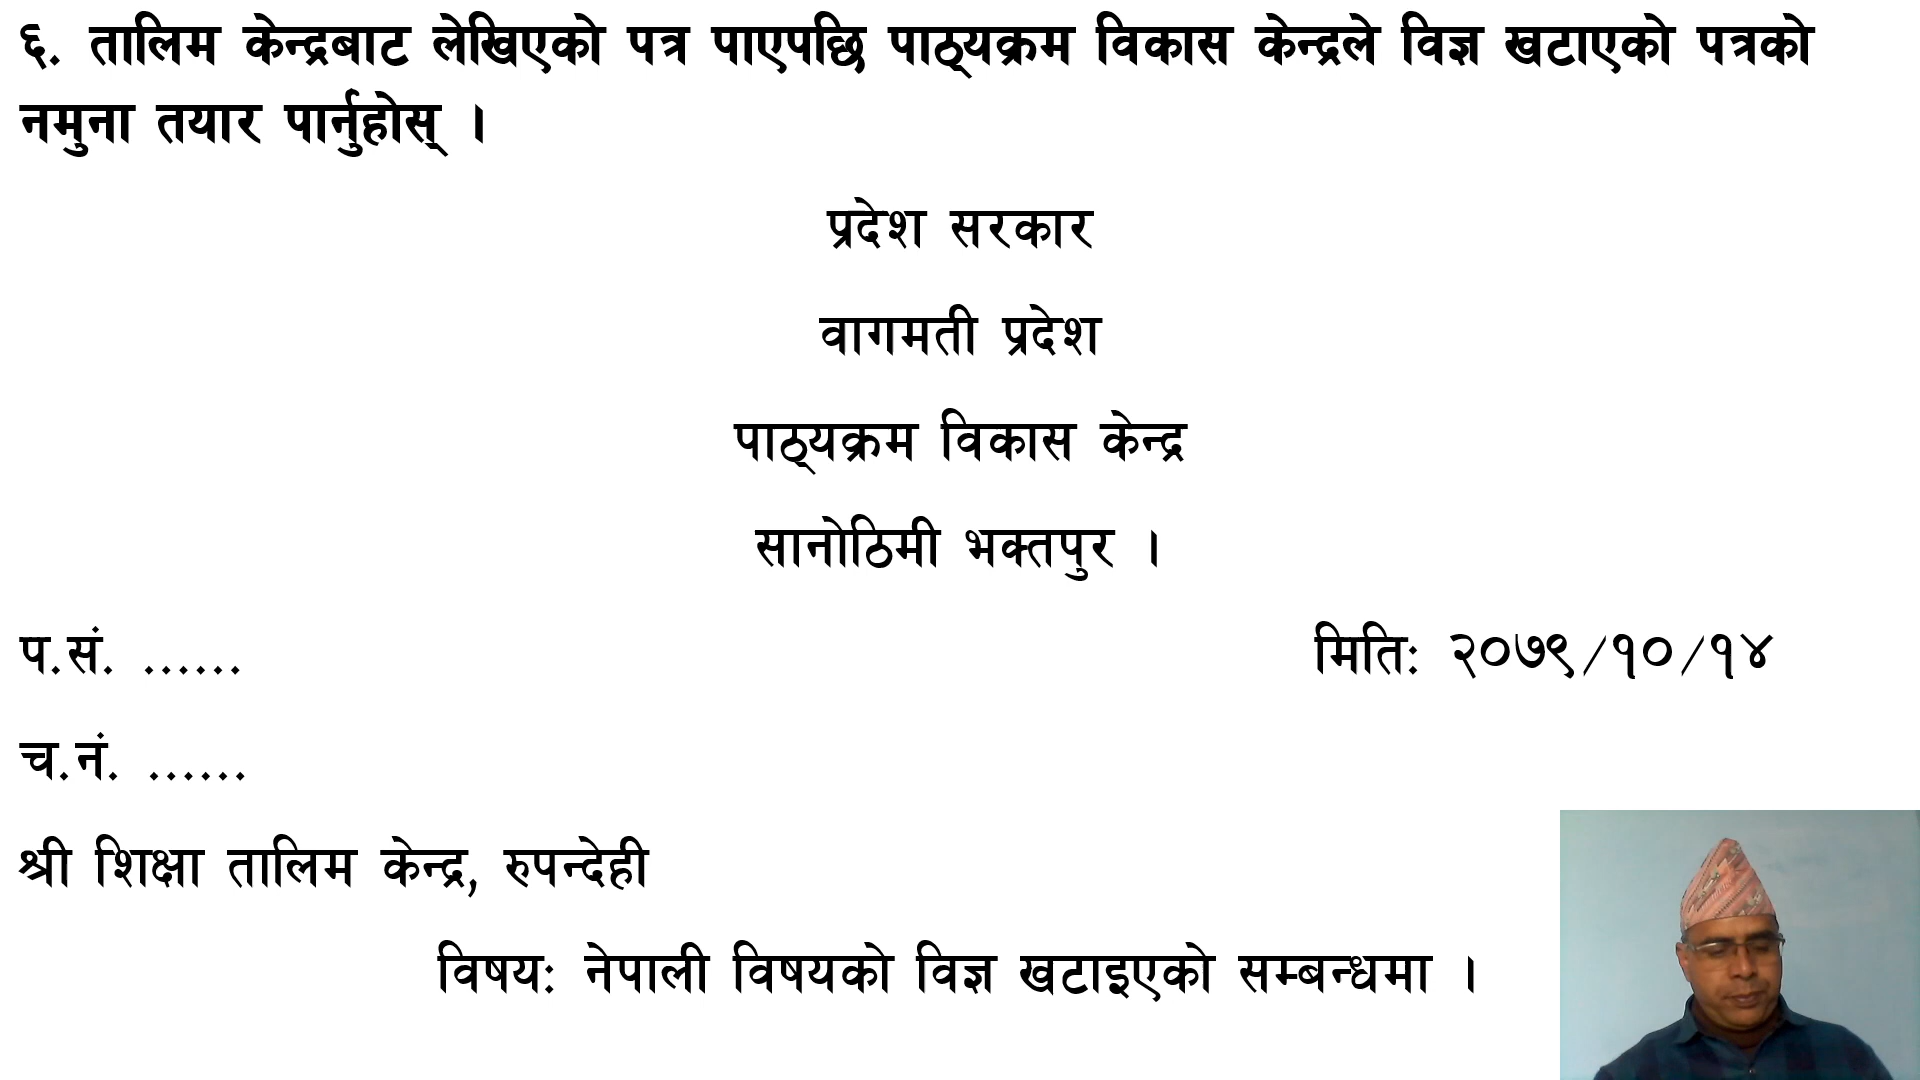 ६. तालिम केन्द्रबाट लेखिएको पत्र पाएपछि पाठ्यक्रम विकास केन्द्रले विज्ञ खटाएको पत्रको
नमुना तयार पार्नुहोस् ।
प्रदेश सरकार
वागमती प्रदेश
पाठ्यक्रम विकास केन्द्र
सानोठिमी भक्तपुर ।
प.सं. ...... मितिः २०७९/१०/१४
च.नं. ......
श्री शिक्षा तालिम केन्द्र, रुपन्देही
विषयः नेपाली विषयको विज्ञ खटाइएको सम्बन्धमा ।